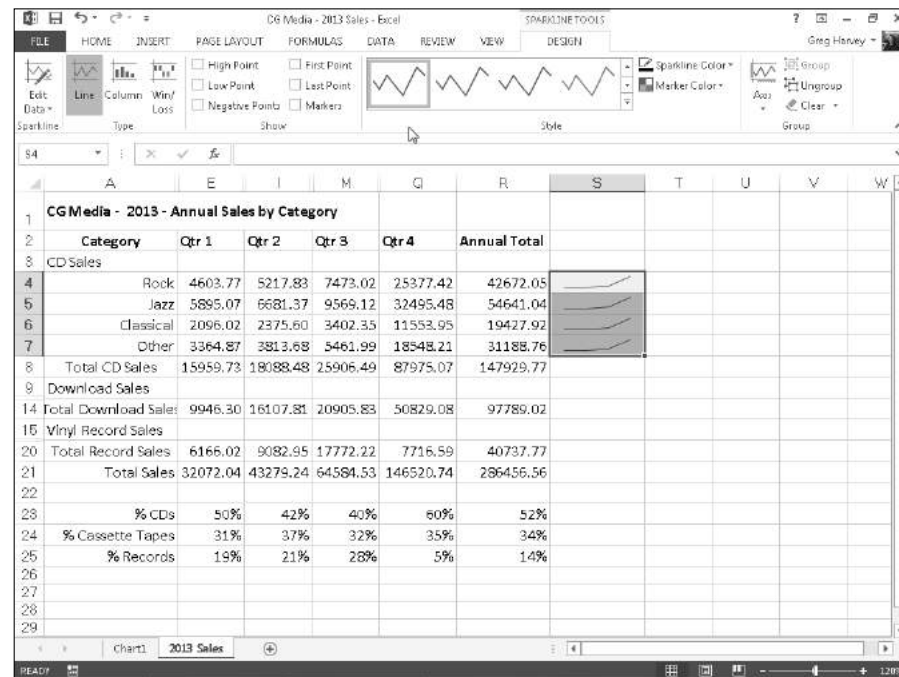 CG Media - 2013 Sales - Excel
SPARKLINE TOOLS
?
FILE HOME INSERT PAGE LAYOUT FORMULAS DATA REVIEW VIEW DESIGN
Greg Harvey
Edit Data
Line
Column
Win/ Loss
High Point
Low Point
Negative Points
First Point
Last Point
Markers
Sparkline Color
Marker Color
Axis
Group
Ungroup
Clear
Sparkline Type Show Style Group
S4
fx
A E I M Q R S T U V W
1 CG Media - 2013 - Annual Sales by Category
2 Category Qtr 1 Qtr 2 Qtr 3 Qtr 4 Annual Total
3 CD Sales
4 Rock 4603.77 5217.83 7473.02 25377.42 42672.05
5 Jazz 5895.07 6681.37 9569.12 32495.48 54641.04
6 Classical 2096.02 2375.60 3402.35 11553.95 19427.92
7 Other 3364.87 3813.68 5461.99 18548.21 31188.76
8 Total CD Sales 15959.73 18088.48 25906.49 87975.07 147929.77
9 Download Sales
14 Total Download Sales 9946.30 16107.81 20905.83 50829.08 97789.02
15 Vinyl Record Sales
20 Total Record Sales 6166.02 9082.95 17772.22 7716.59 40737.77
21 Total Sales 32072.04 43279.24 64584.53 146520.74 286456.56
22
23 % CDs 50% 42% 40% 60% 52%
24 % Cassette Tapes 31% 37% 32% 35% 34%
25 % Records 19% 21% 28% 5% 14%
26
27
28
29
Chart1 2013 Sales
READY
120%